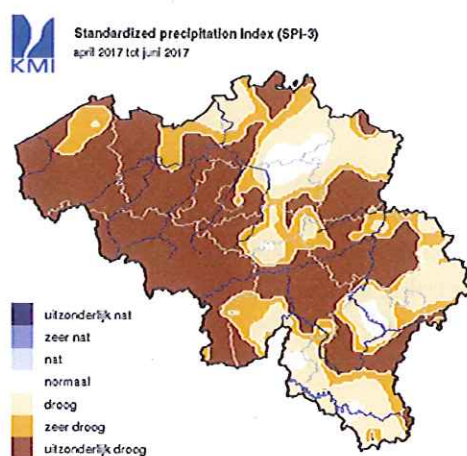 Standardized precipitation Index (SPI-3)
april 2017 tot juni 2017
KMI
uitzonderlijk nat
zeer nat
nat
normaal
droog
zeer droog
uitzonderlijk droog